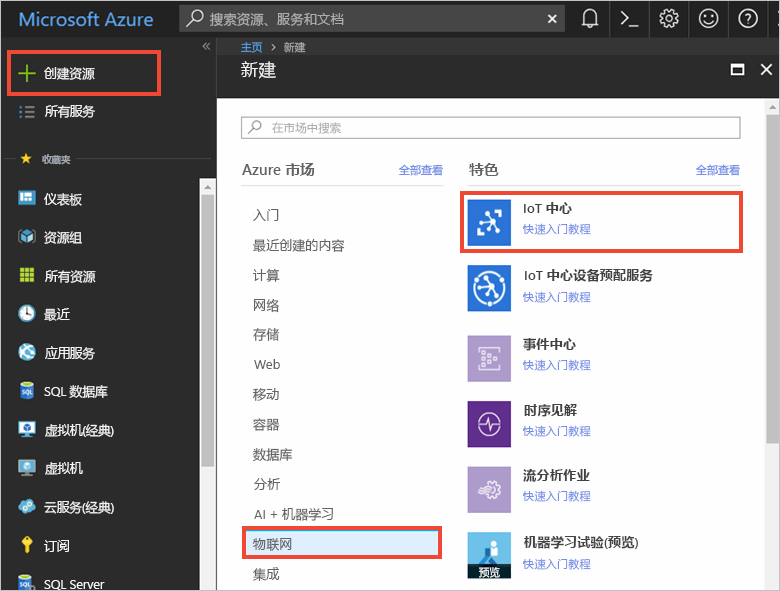 Microsoft Azure
搜索资源、服务和文档
创建资源
所有服务
收藏夹
仪表板
资源组
所有资源
最近
应用服务
SQL 数据库
虚拟机(经典)
虚拟机
云服务(经典)
订阅
SQL Server
主页 > 新建
新建
在市场中搜索
Azure 市场
全部查看
入门
最近创建的内容
计算
网络
存储
Web
移动
容器
数据库
分析
AI + 机器学习
物联网
集成
特色
全部查看
IoT 中心
快速入门教程
IoT 中心设备预配服务
快速入门教程
事件中心
快速入门教程
时序见解
快速入门教程
流分析作业
快速入门教程
机器学习试验(预览)
快速入门教程
预览